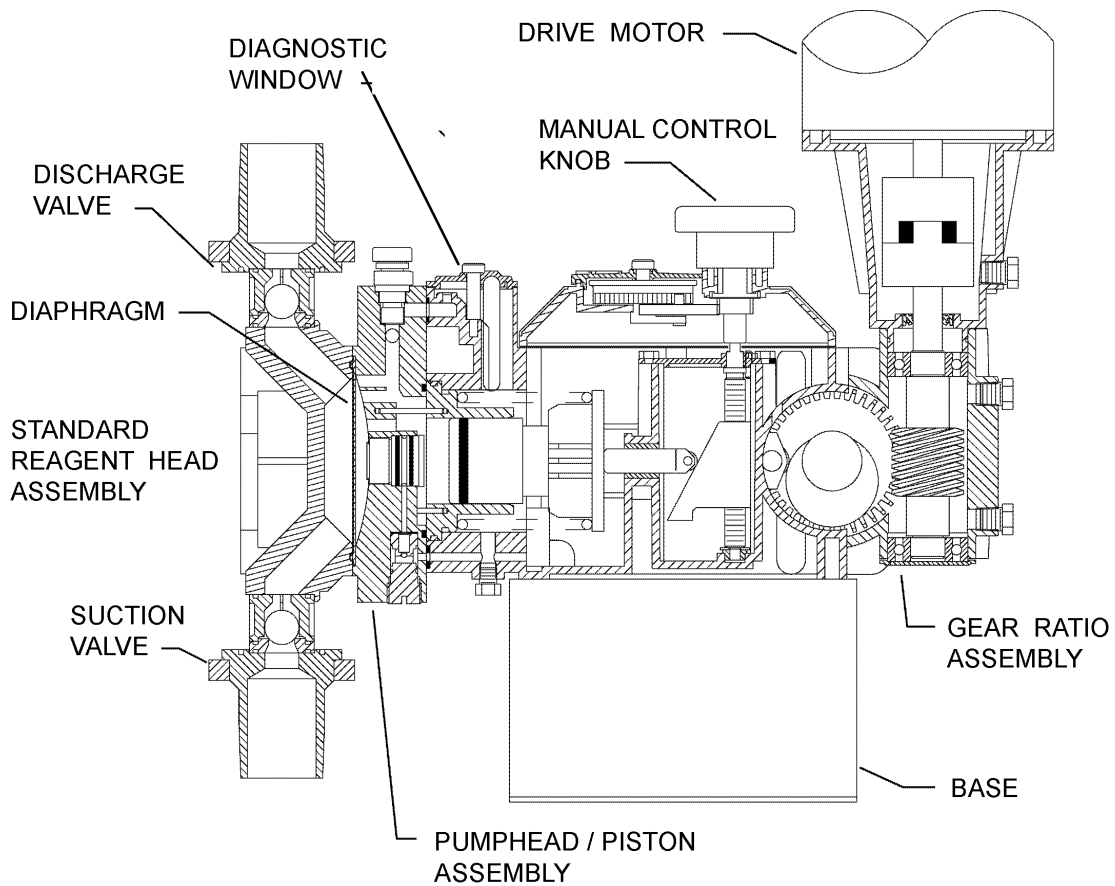 DRIVE MOTOR
DIAGNOSTIC
WINDOW
MANUAL CONTROL
KNOB
DISCHARGE
VALVE
DIAPHRAGM
STANDARD
REAGENT HEAD
ASSEMBLY
SUCTION
VALVE
GEAR RATIO
ASSEMBLY
BASE
PUMPHEAD / PISTON
ASSEMBLY